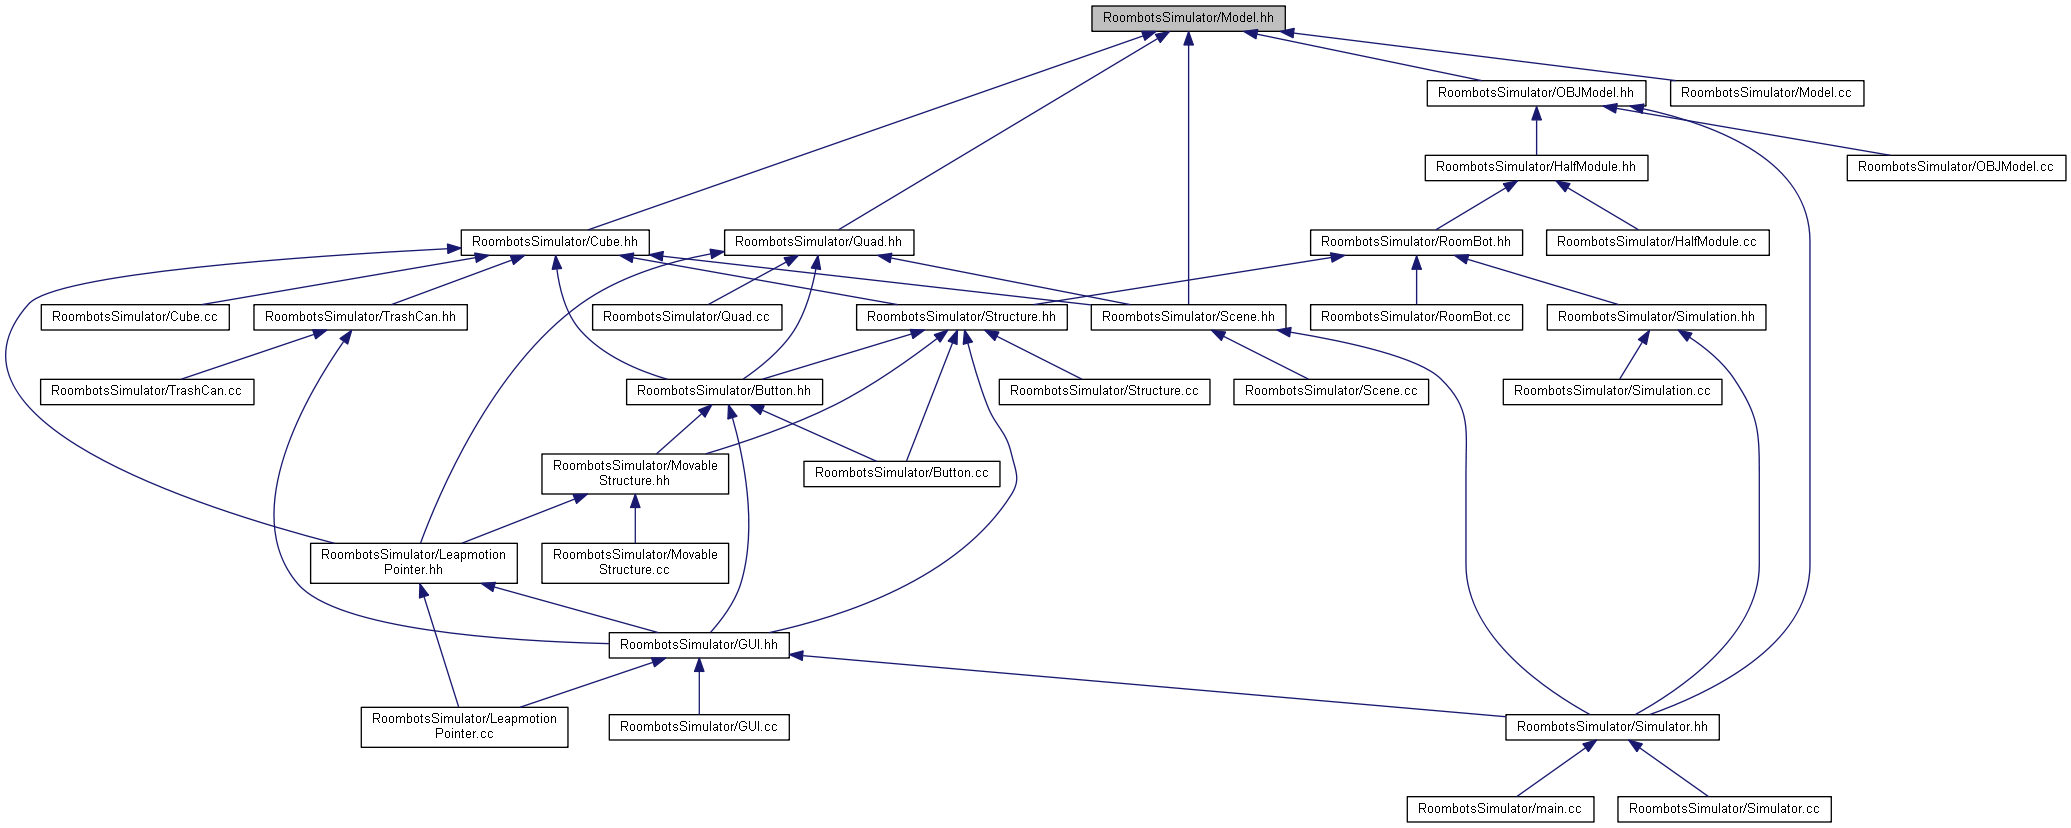 RoombotsSimulator/Model.hh
RoombotsSimulator/OBJModel.hh
RoombotsSimulator/Model.cc
RoombotsSimulator/HalfModule.hh
RoombotsSimulator/OBJModel.cc
RoombotsSimulator/Cube.hh
RoombotsSimulator/Quad.hh
RoombotsSimulator/RoomBot.hh
RoombotsSimulator/HalfModule.cc
RoombotsSimulator/Cube.cc
RoombotsSimulator/TrashCan.hh
RoombotsSimulator/Quad.cc
RoombotsSimulator/Structure.hh
RoombotsSimulator/Scene.hh
RoombotsSimulator/RoomBot.cc
RoombotsSimulator/Simulation.hh
RoombotsSimulator/TrashCan.cc
RoombotsSimulator/Button.hh
RoombotsSimulator/Structure.cc
RoombotsSimulator/Scene.cc
RoombotsSimulator/Simulation.cc
RoombotsSimulator/Movable
Structure.hh
RoombotsSimulator/Button.cc
RoombotsSimulator/Leapmotion
Pointer.hh
RoombotsSimulator/Movable
Structure.cc
RoombotsSimulator/GUI.hh
RoombotsSimulator/Leapmotion
Pointer.cc
RoombotsSimulator/GUI.cc
RoombotsSimulator/Simulator.hh
RoombotsSimulator/main.cc
RoombotsSimulator/Simulator.cc